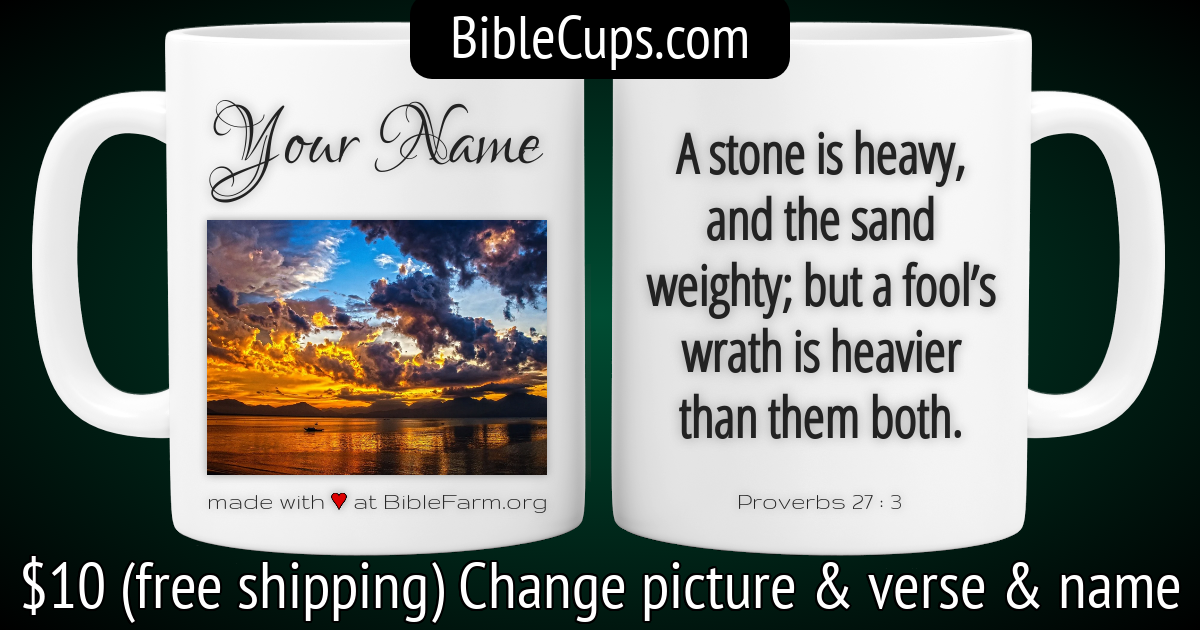 BibleCups.com
Your Name
made with ♥ at BibleFarm.org
A stone is heavy,
and the sand
weighty; but a fool's
wrath is heavier
than them both.
Proverbs 27 : 3
$10 (free shipping) Change picture & verse & name